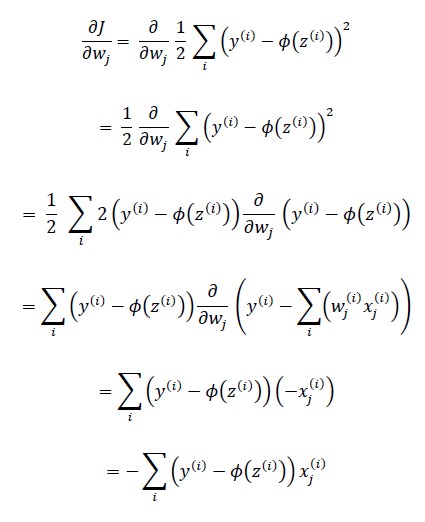 ∂J/∂w_j = ∂/∂w_j 1/2 ∑_i (y^(i) − ϕ(z^(i)))^2
= 1/2 ∂/∂w_j ∑_i (y^(i) − ϕ(z^(i)))^2
= 1/2 ∑_i 2(y^(i) − ϕ(z^(i))) ∂/∂w_j (y^(i) − ϕ(z^(i)))
= ∑_i (y^(i) − ϕ(z^(i))) ∂/∂w_j (y^(i) − ∑_i (w_j^(i) x_j^(i)))
= ∑_i (y^(i) − ϕ(z^(i)))(−x_j^(i))
= −∑_i (y^(i) − ϕ(z^(i))) x_j^(i)